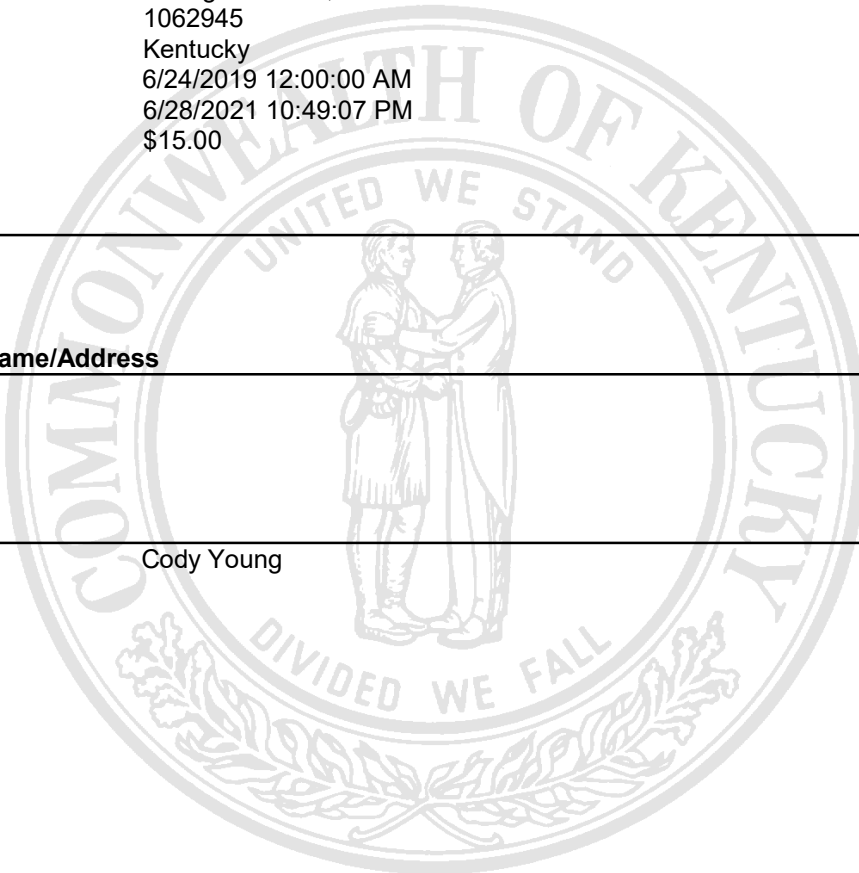 1062945
Kentucky
6/24/2019 12:00:00 AM
6/28/2021 10:49:07 PM
$15.00
COMMONWEALTH OF KENTUCKY
UNITED WE STAND
ame/Address
Cody Young
DIVIDED WE FALL